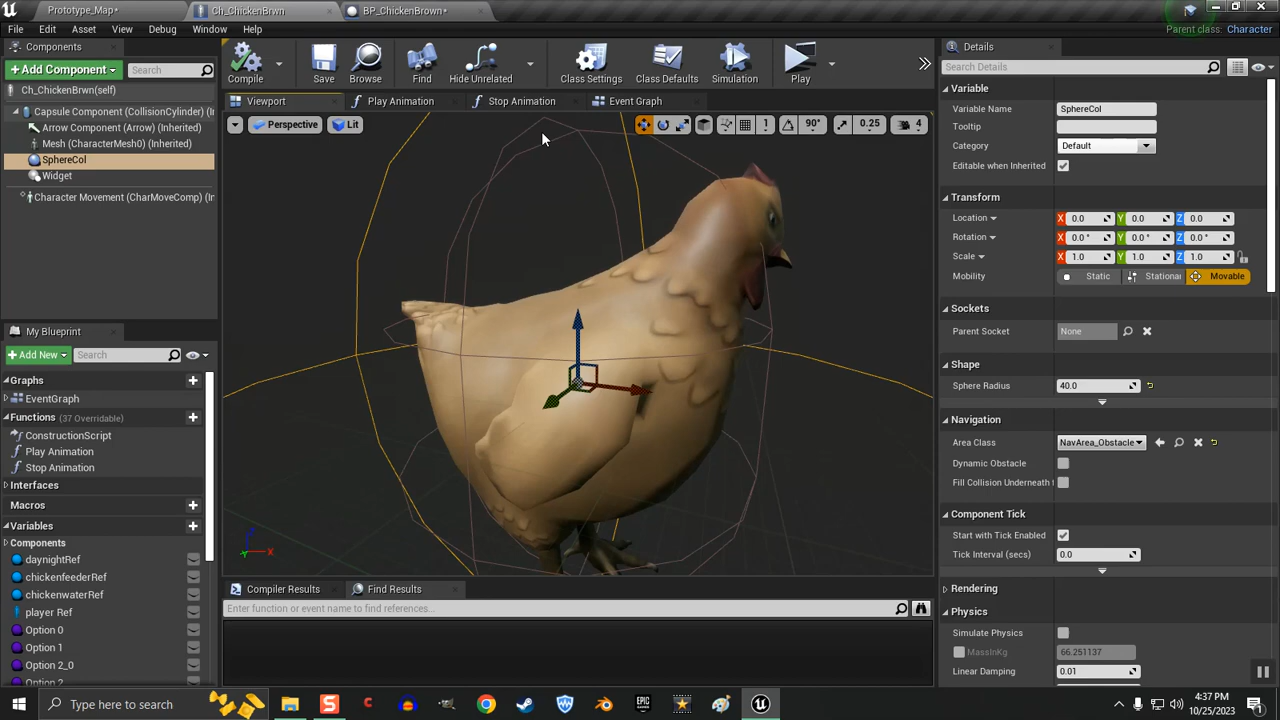 Prototype_Map*
Ch_ChickenBrwn
BP_ChickenBrown*
File Edit Asset View Debug Window Help
Parent class: Character
Components
Add Component
Search
Ch_ChickenBrwn(self)
Capsule Component (CollisionCylinder) (In
Arrow Component (Arrow) (Inherited)
Mesh (CharacterMesh0) (Inherited)
SphereCol
Widget
Character Movement (CharMoveComp) (In
Compile
Save
Browse
Find
Hide Unrelated
Class Settings
Class Defaults
Simulation
Play
Viewport
Play Animation
Stop Animation
Event Graph
Perspective
Lit
1
90°
0.25
4
Z
X
Y
My Blueprint
Add New
Search
Graphs
EventGraph
Functions (37 Overridable)
ConstructionScript
Play Animation
Stop Animation
Interfaces
Macros
Variables
Components
daynightRef
chickenfeederRef
chickenwaterRef
player Ref
Option 0
Option 1
Option 2_0
Option 2
Compiler Results
Find Results
Enter function or event name to find references...
Details
Search Details
Variable
Variable Name SphereCol
Tooltip
Category Default
Editable when Inherited
Transform
Location X 0.0 Y 0.0 Z 0.0
Rotation X 0.0 ° Y 0.0 ° Z 0.0 °
Scale X 1.0 Y 1.0 Z 1.0
Mobility Static Stationa Movable
Sockets
Parent Socket None
Shape
Sphere Radius 40.0
Navigation
Area Class NavArea_Obstacle
Dynamic Obstacle
Fill Collision Underneath f
Component Tick
Start with Tick Enabled
Tick Interval (secs) 0.0
Rendering
Physics
Simulate Physics
MassInKg 66.251137
Linear Damping 0.01
Type here to search
4:37 PM
10/25/2023